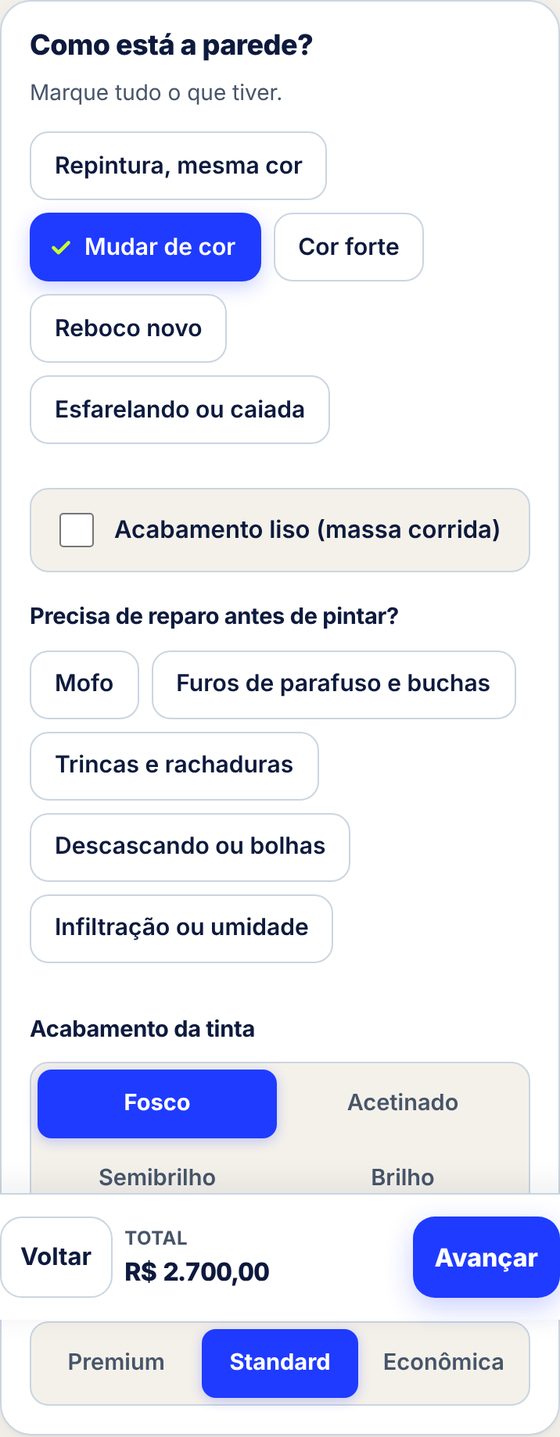 Como está a parede?
Marque tudo o que tiver.
Repintura, mesma cor
Mudar de cor
Cor forte
Reboco novo
Esfarelando ou caiada
Acabamento liso (massa corrida)
Precisa de reparo antes de pintar?
Mofo
Furos de parafuso e buchas
Trincas e rachaduras
Descascando ou bolhas
Infiltração ou umidade
Acabamento da tinta
Fosco
Acetinado
Semibrilho
Brilho
Voltar
TOTAL
R$ 2.700,00
Avançar
Premium
Standard
Econômica